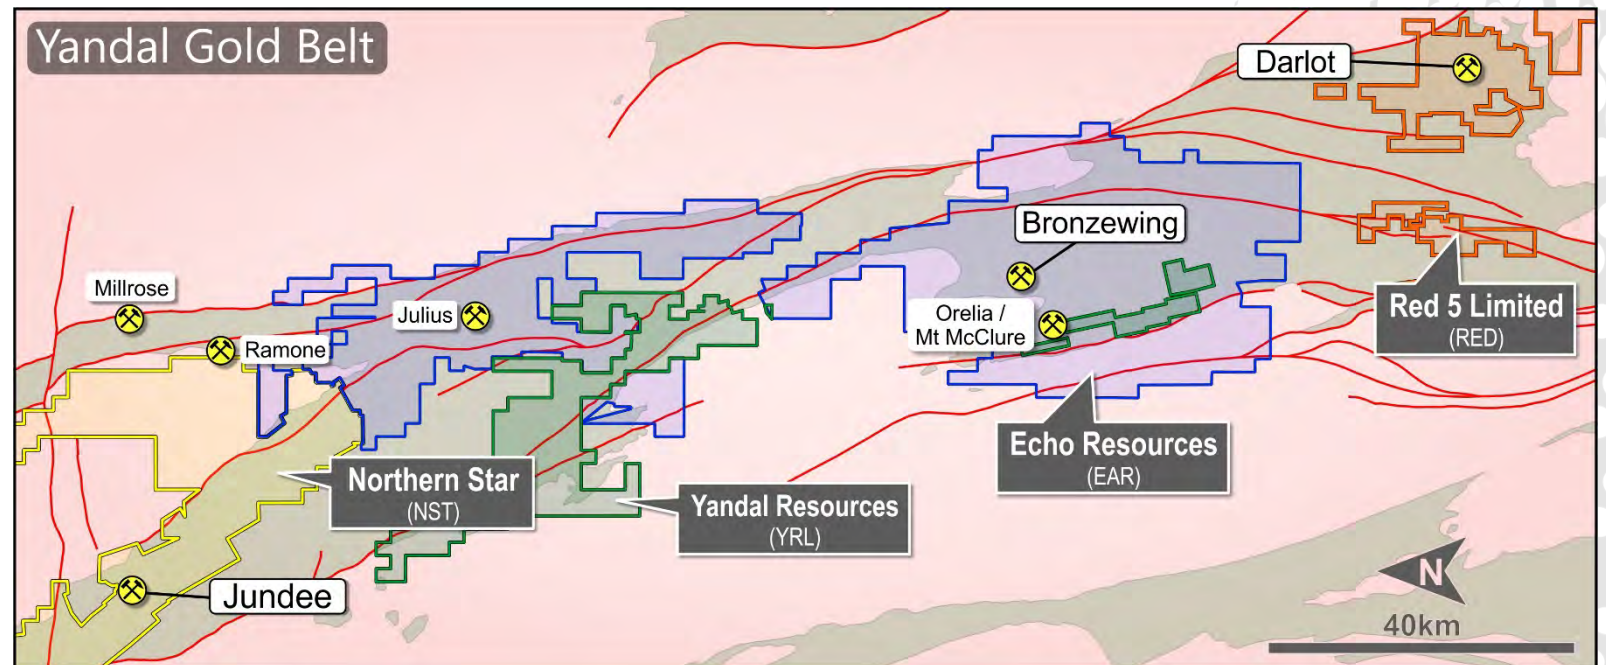 Yandal Gold Belt
Darlot
Bronzewing
Millrose
Julius
Orelia /
Mt McClure
Ramone
Red 5 Limited
(RED)
Echo Resources
(EAR)
Northern Star
(NST)
Yandal Resources
(YRL)
Jundee
N
40km